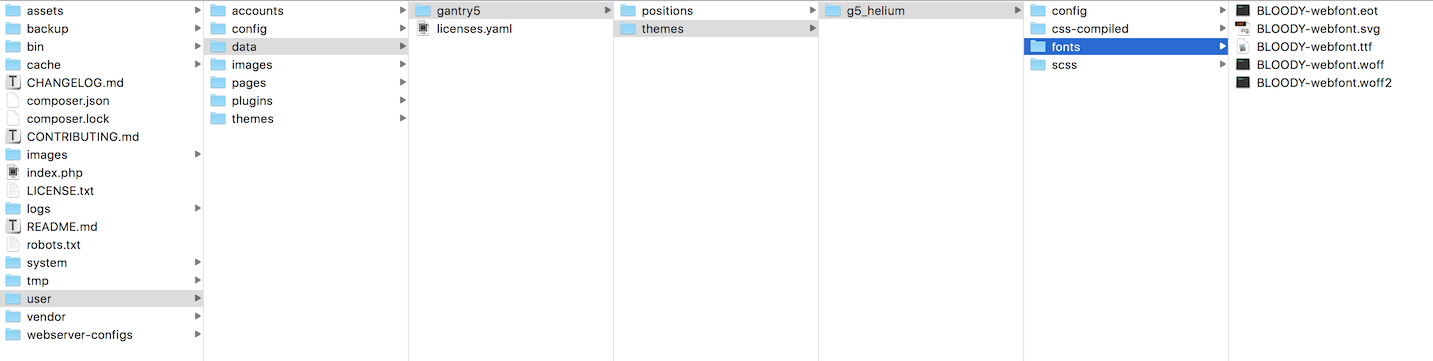 assets
backup
bin
cache
CHANGELOG.md
composer.json
composer.lock
CONTRIBUTING.md
images
index.php
LICENSE.txt
logs
README.md
robots.txt
system
tmp
user
vendor
webserver-configs
accounts
config
data
images
pages
plugins
themes
gantry5
licenses.yaml
positions
themes
g5_helium
config
css-compiled
fonts
scss
BLOODY-webfont.eot
BLOODY-webfont.svg
BLOODY-webfont.ttf
BLOODY-webfont.woff
BLOODY-webfont.woff2